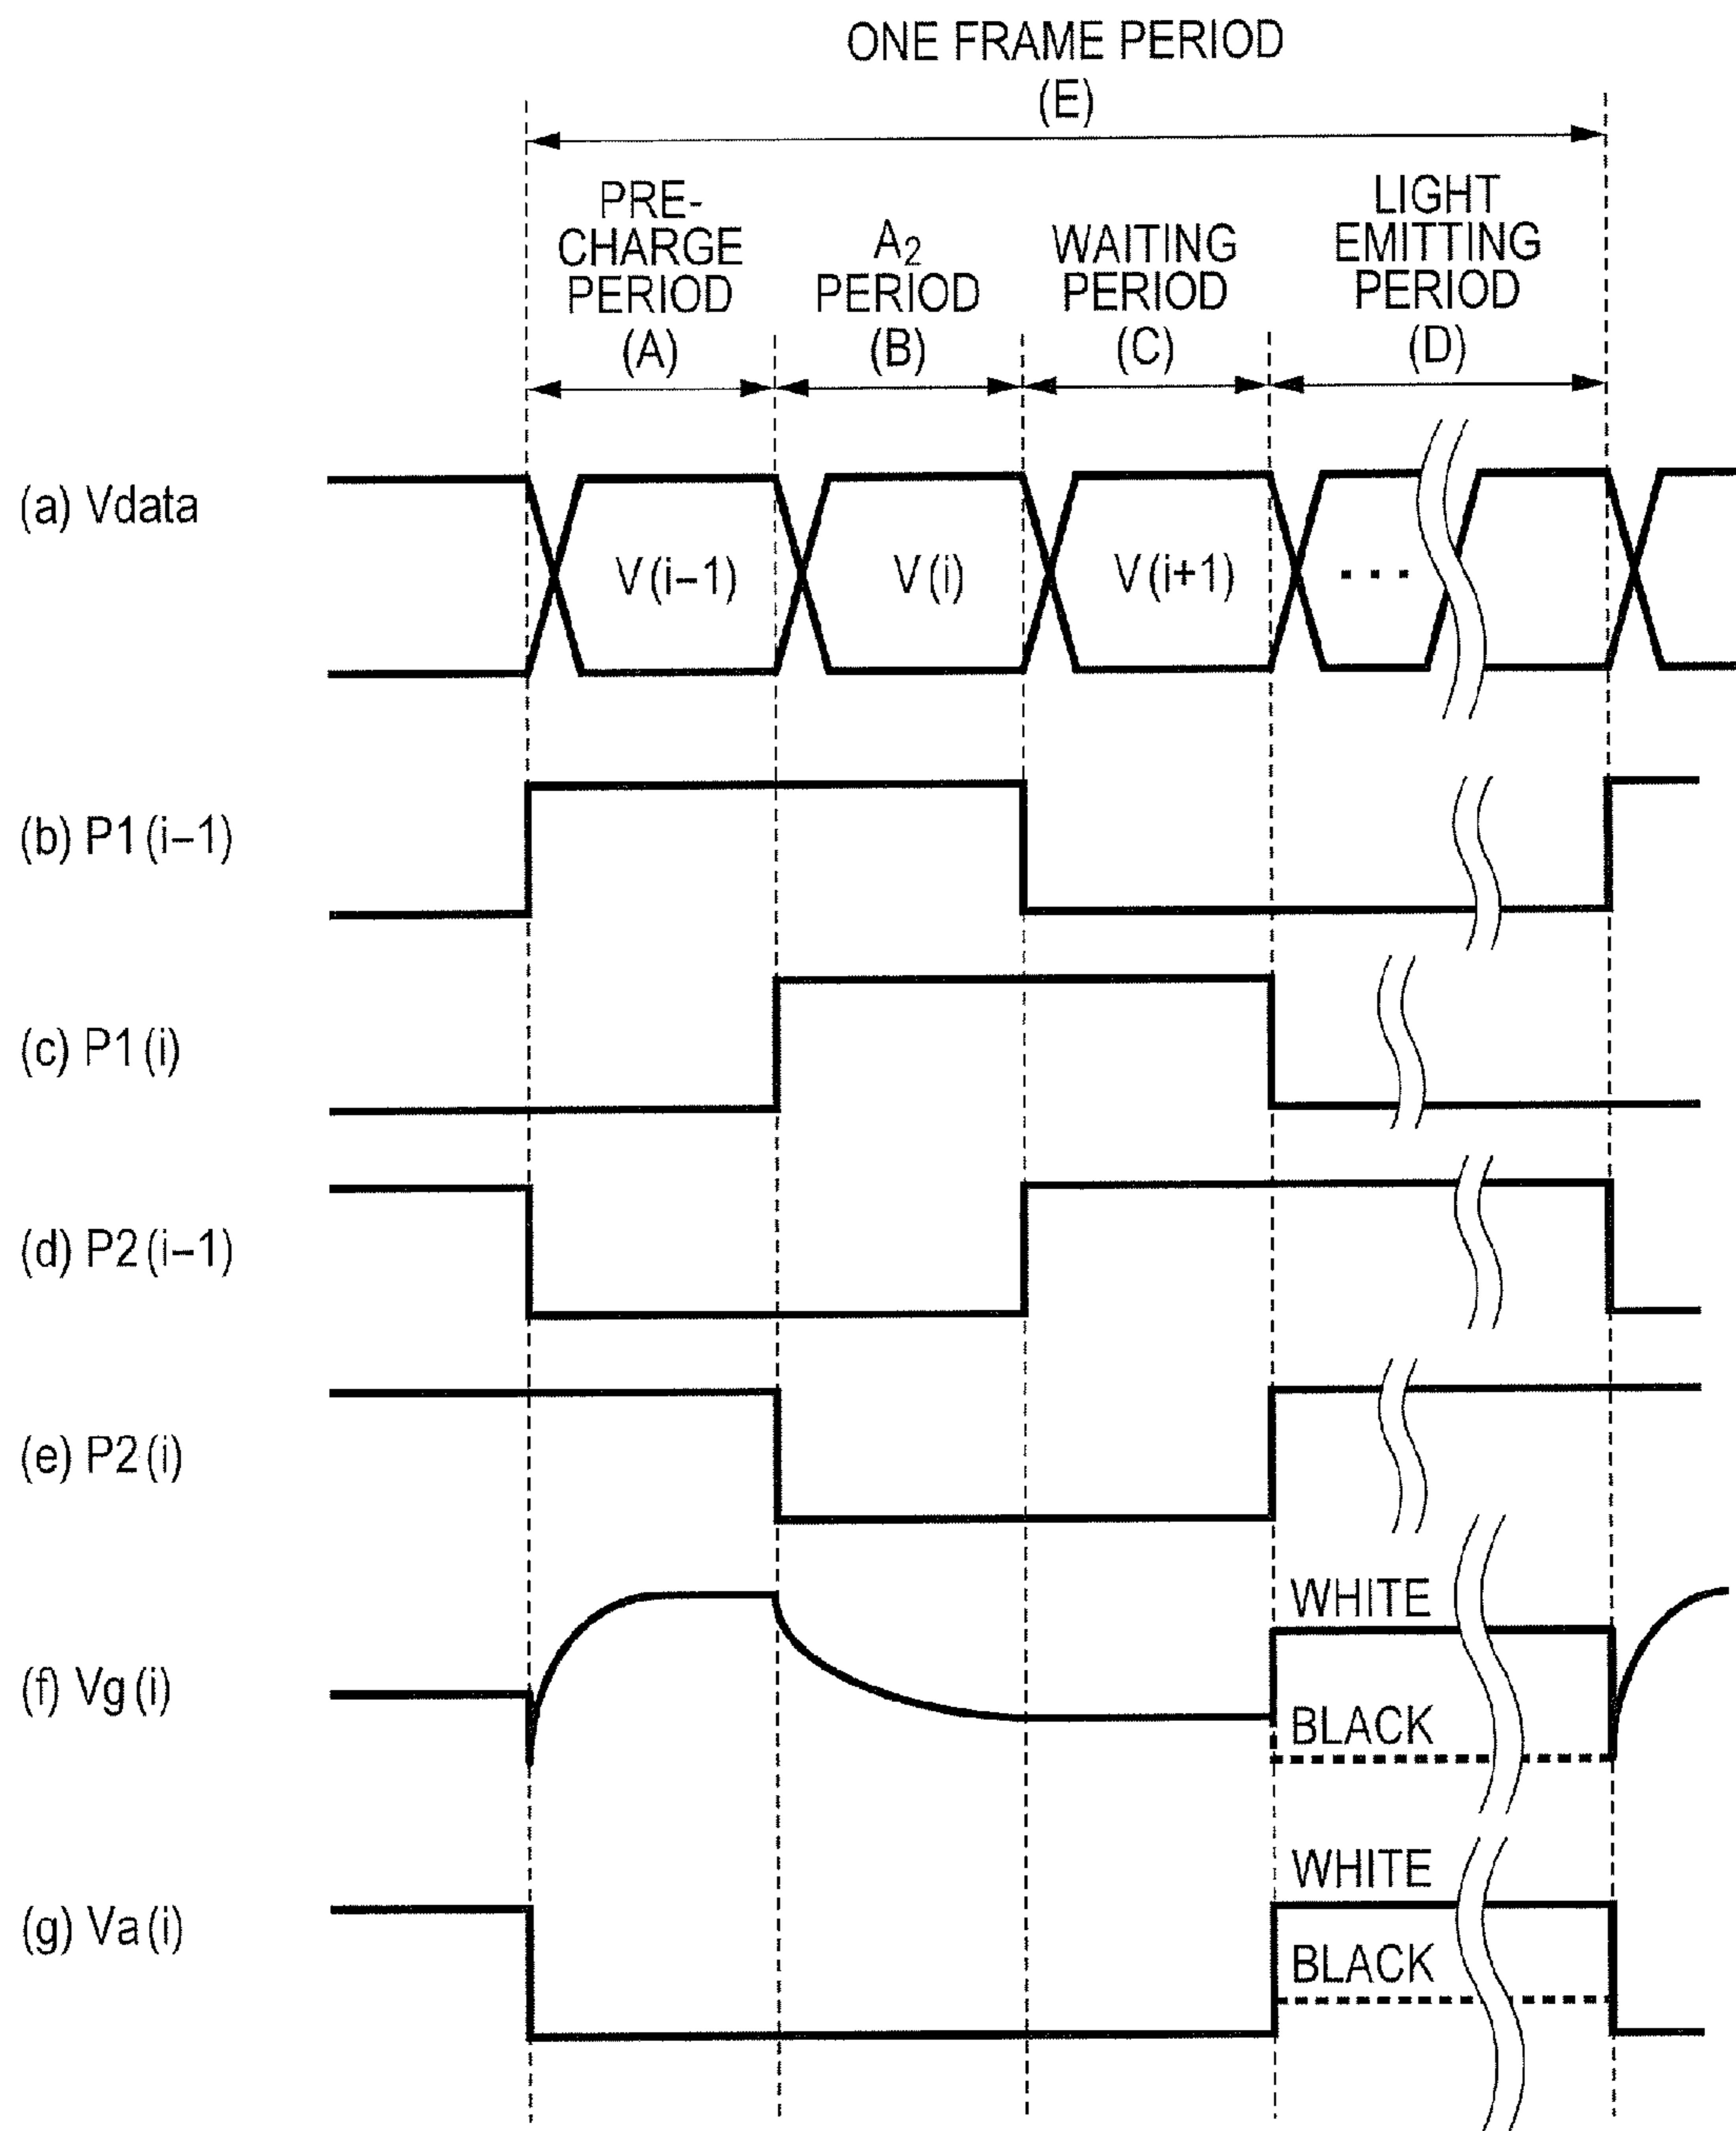 ONE FRAME PERIOD
(E)
PRE-
CHARGE
PERIOD
(A)
A2
PERIOD
(B)
WAITING
PERIOD
(C)
LIGHT
EMITTING
PERIOD
(D)
(a) Vdata
V(i–1)
V(i)
V(i+1)
...
(b) P1(i–1)
(c) P1(i)
(d) P2(i–1)
(e) P2(i)
(f) Vg(i)
WHITE
BLACK
(g) Va(i)
WHITE
BLACK